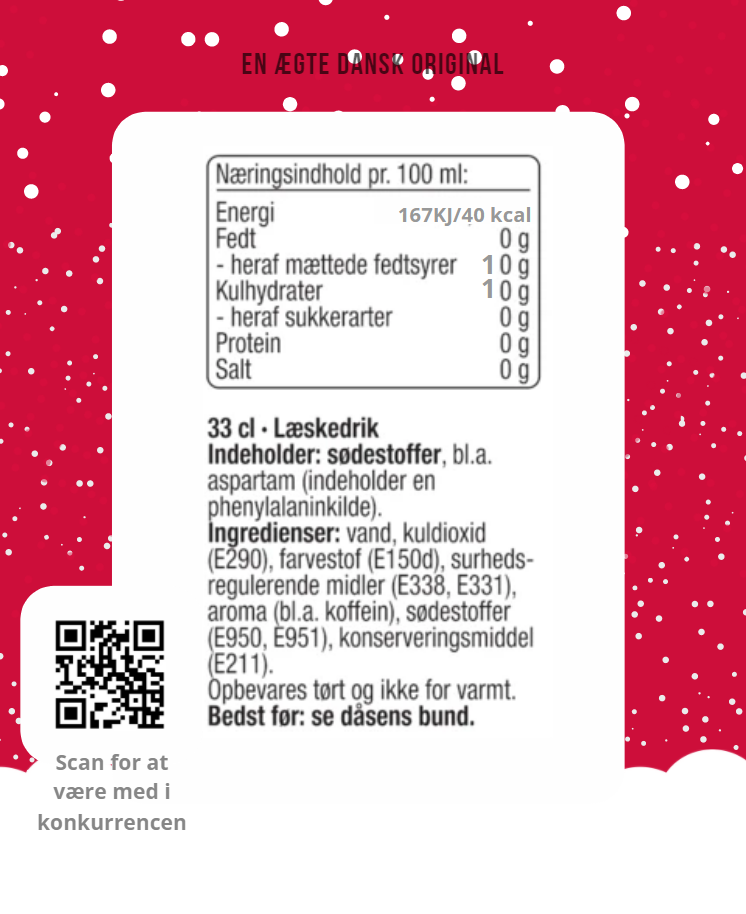 EN ÆGTE DANSK ORIGINAL
Næringsindhold pr. 100 ml:
Energi 167KJ/40 kcal
Fedt 0 g
- heraf mættede fedtsyrer 10 g
Kulhydrater 10 g
- heraf sukkerarter 0 g
Protein 0 g
Salt 0 g
33 cl · Læskedrik
Indeholder: sødestoffer, bl.a.
aspartam (indeholder en
phenylalaninkilde).
Ingredienser: vand, kuldioxid
(E290), farvestof (E150d), surheds-
regulerende midler (E338, E331),
aroma (bl.a. koffein), sødestoffer
(E950, E951), konserveringsmiddel
(E211).
Opbevares tørt og ikke for varmt.
Bedst før: se dåsens bund.
Scan for at
være med i
konkurrencen